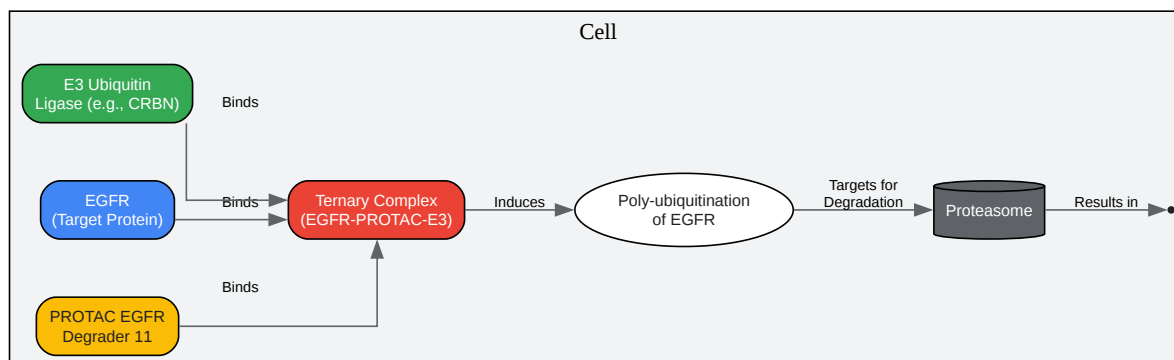 Cell
E3 Ubiquitin
Ligase (e.g., CRBN)
Binds
EGFR
(Target Protein)
Binds
Ternary Complex
(EGFR-PROTAC-E3)
Induces
Poly-ubiquitination
of EGFR
Targets for
Degradation
Proteasome
Results in
Binds
PROTAC EGFR
Degrader 11